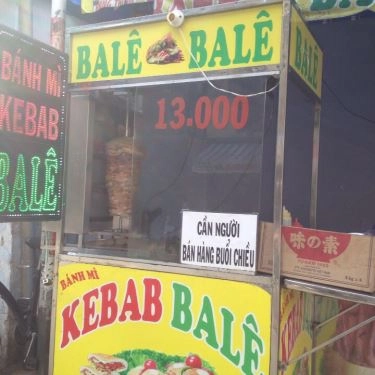 BALÊ BALÊ
BALÊ
BÁNH MÌ
KEBAB
BALÊ
13.000
CẦN NGƯỜI
BÁN HÀNG BUỔI CHIỀU
味の素
BÁNH MÌ
KEBAB BALÊ